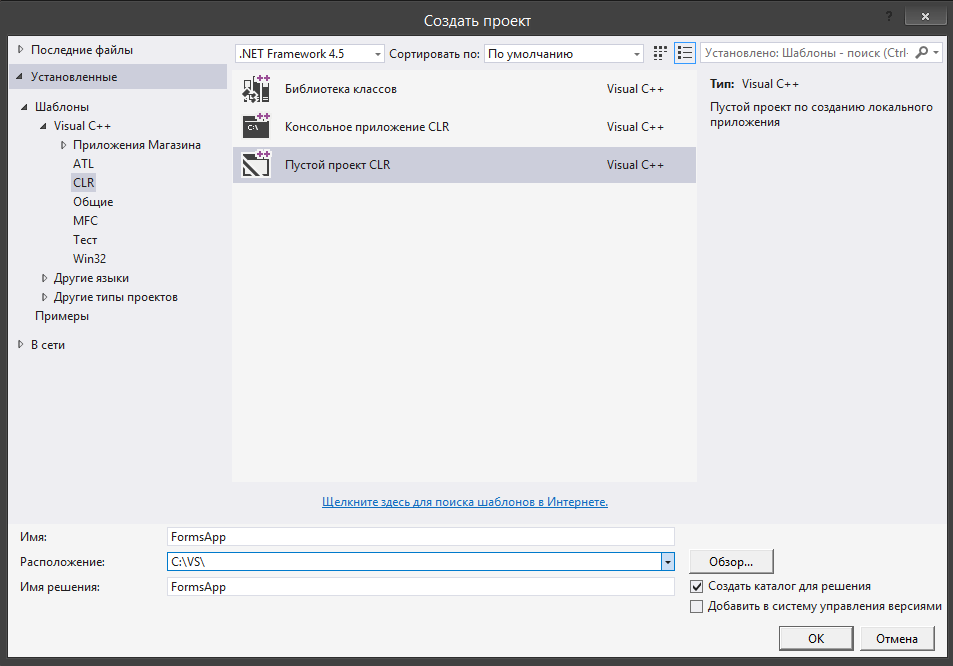 Создать проект
?
Последние файлы
Установленные
Шаблоны
Visual C++
Приложения Магазина
ATL
CLR
Общие
MFC
Тест
Win32
Другие языки
Другие типы проектов
Примеры
В сети
.NET Framework 4.5 Сортировать по: По умолчанию
Библиотека классов Visual C++
Консольное приложение CLR Visual C++
Пустой проект CLR Visual C++
Щелкните здесь для поиска шаблонов в Интернете.
Установлено: Шаблоны - поиск (Ctrl-
Тип: Visual C++
Пустой проект по созданию локального
приложения
Имя: FormsApp
Расположение: C:\VS\ Обзор...
Имя решения: FormsApp
Создать каталог для решения
Добавить в систему управления версиями
OK Отмена